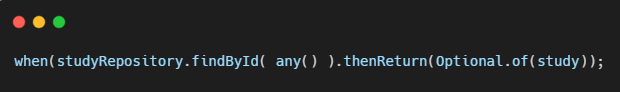 when(studyRepository.findById( any() ).thenReturn(Optional.of(study));